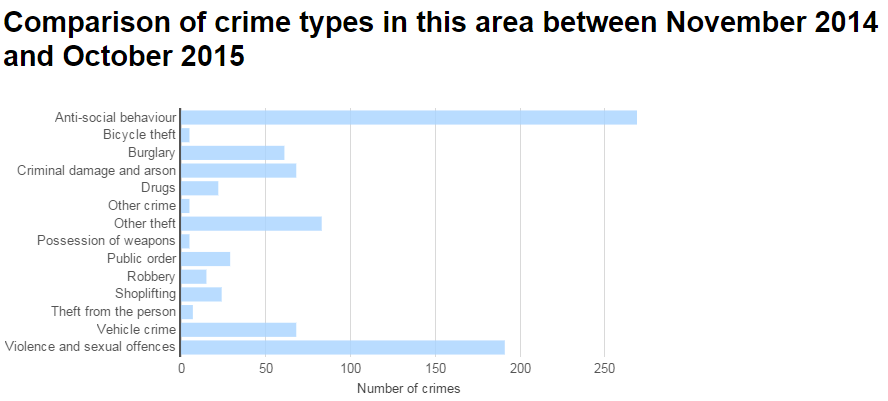 Comparison of crime types in this area between November 2014
and October 2015
Anti-social behaviour
Bicycle theft
Burglary
Criminal damage and arson
Drugs
Other crime
Other theft
Possession of weapons
Public order
Robbery
Shoplifting
Theft from the person
Vehicle crime
Violence and sexual offences
0 50 100 150 200 250
Number of crimes